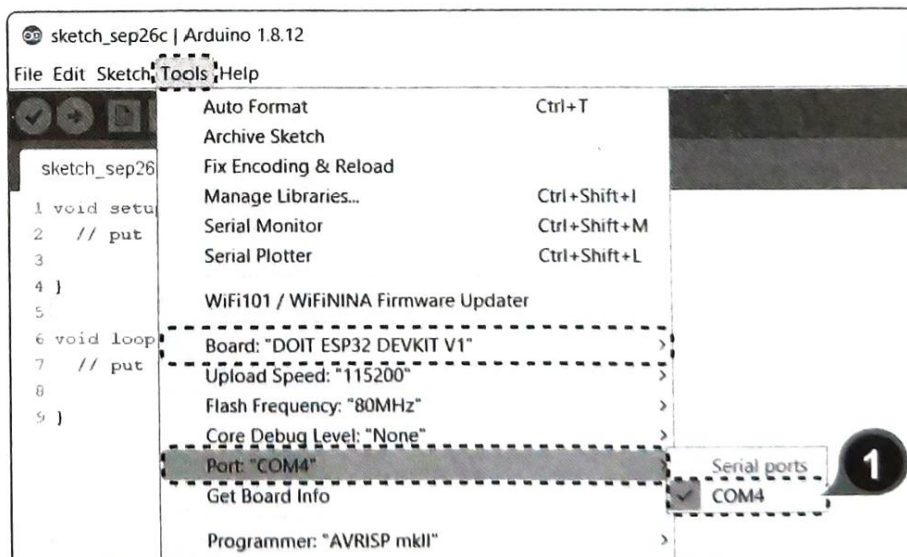 sketch_sep26c | Arduino 1.8.12
File Edit Sketch Tools Help
Auto Format Ctrl+T
Archive Sketch
sketch_sep26 Fix Encoding & Reload
1 void setu Manage Libraries... Ctrl+Shift+I
2 // put Serial Monitor Ctrl+Shift+M
3 Serial Plotter Ctrl+Shift+L
4 }
WiFi101 / WiFiNINA Firmware Updater
5
6 void loop Board: "DOIT ESP32 DEVKIT V1" >
7 // put Upload Speed: "115200" >
8 Flash Frequency: "80MHz" >
9 } Core Debug Level: "None" >
Port: "COM4" > Serial ports 1
Get Board Info ✓ COM4
Programmer: "AVRISP mkII" >